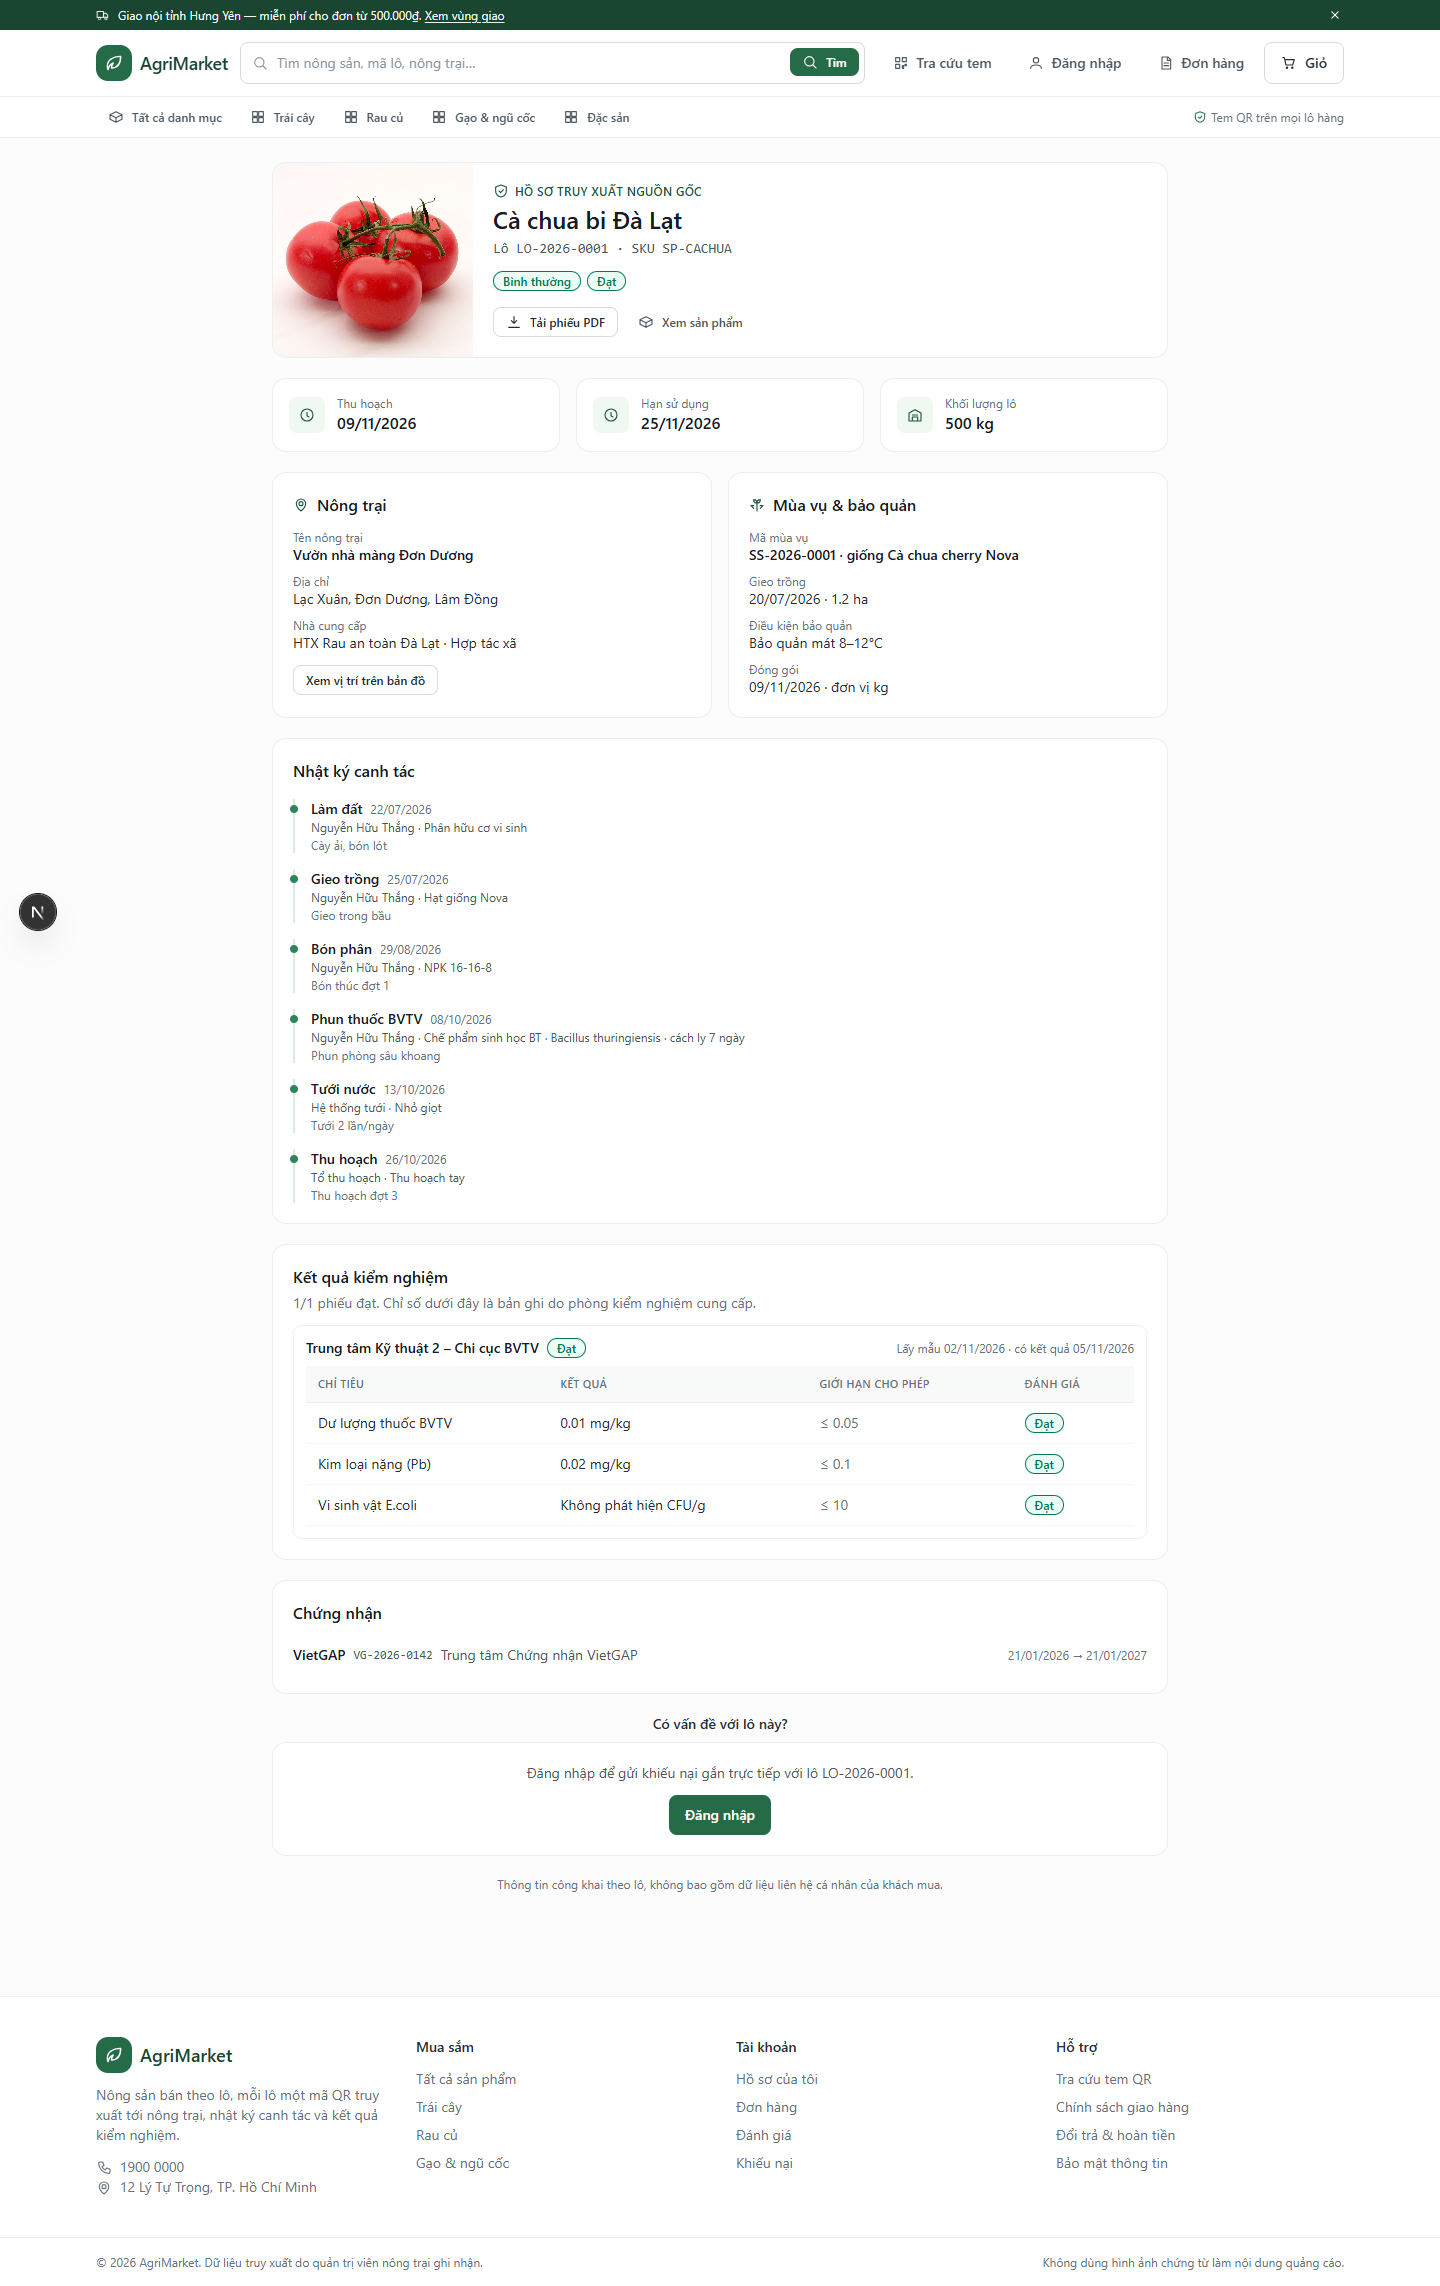 Giao nội tỉnh Hưng Yên — miễn phí cho đơn từ 500.000₫. Xem vùng giao
AgriMarket
Tìm nông sản, mã lô, nông trại...
Tìm
Tra cứu tem
Đăng nhập
Đơn hàng
Giỏ
Tất cả danh mục
Trái cây
Rau củ
Gạo & ngũ cốc
Đặc sản
Tem QR trên mọi lô hàng
HỒ SƠ TRUY XUẤT NGUỒN GỐC
Cà chua bi Đà Lạt
Lô LO-2026-0001 · SKU SP-CACHUA
Bình thường
Đạt
Tải phiếu PDF
Xem sản phẩm
Thu hoạch
09/11/2026
Hạn sử dụng
25/11/2026
Khối lượng lô
500 kg
Nông trại
Tên nông trại
Vườn nhà màng Đơn Dương
Địa chỉ
Lạc Xuân, Đơn Dương, Lâm Đồng
Nhà cung cấp
HTX Rau an toàn Đà Lạt · Hợp tác xã
Xem vị trí trên bản đồ
Mùa vụ & bảo quản
Mã mùa vụ
SS-2026-0001 · giống Cà chua cherry Nova
Gieo trồng
20/07/2026 · 1.2 ha
Điều kiện bảo quản
Bảo quản mát 8–12°C
Đóng gói
09/11/2026 · đơn vị kg
Nhật ký canh tác
Làm đất 22/07/2026
Nguyễn Hữu Thắng · Phân hữu cơ vi sinh
Cày ải, bón lót
Gieo trồng 25/07/2026
Nguyễn Hữu Thắng · Hạt giống Nova
Gieo trong bầu
Bón phân 29/08/2026
Nguyễn Hữu Thắng · NPK 16-16-8
Bón thúc đợt 1
Phun thuốc BVTV 08/10/2026
Nguyễn Hữu Thắng · Chế phẩm sinh học BT · Bacillus thuringiensis · cách ly 7 ngày
Phun phòng sâu khoang
Tưới nước 13/10/2026
Hệ thống tưới · Nhỏ giọt
Tưới 2 lần/ngày
Thu hoạch 26/10/2026
Tổ thu hoạch · Thu hoạch tay
Thu hoạch đợt 3
Kết quả kiểm nghiệm
1/1 phiếu đạt. Chỉ số dưới đây là bản ghi do phòng kiểm nghiệm cung cấp.
Trung tâm Kỹ thuật 2 – Chi cục BVTV Đạt
Lấy mẫu 02/11/2026 · có kết quả 05/11/2026
CHỈ TIÊU KẾT QUẢ GIỚI HẠN CHO PHÉP ĐÁNH GIÁ
Dư lượng thuốc BVTV 0.01 mg/kg ≤ 0.05 Đạt
Kim loại nặng (Pb) 0.02 mg/kg ≤ 0.1 Đạt
Vi sinh vật E.coli Không phát hiện CFU/g ≤ 10 Đạt
Chứng nhận
VietGAP VG-2026-0142 Trung tâm Chứng nhận VietGAP
21/01/2026 → 21/01/2027
Có vấn đề với lô này?
Đăng nhập để gửi khiếu nại gắn trực tiếp với lô LO-2026-0001.
Đăng nhập
Thông tin công khai theo lô, không bao gồm dữ liệu liên hệ cá nhân của khách mua.
AgriMarket
Nông sản bán theo lô, mỗi lô một mã QR truy
xuất tới nông trại, nhật ký canh tác và kết quả
kiểm nghiệm.
1900 0000
12 Lý Tự Trọng, TP. Hồ Chí Minh
Mua sắm
Tất cả sản phẩm
Trái cây
Rau củ
Gạo & ngũ cốc
Tài khoản
Hồ sơ của tôi
Đơn hàng
Đánh giá
Khiếu nại
Hỗ trợ
Tra cứu tem QR
Chính sách giao hàng
Đổi trả & hoàn tiền
Bảo mật thông tin
© 2026 AgriMarket. Dữ liệu truy xuất do quản trị viên nông trại ghi nhận.
Không dùng hình ảnh chứng từ làm nội dung quảng cáo.